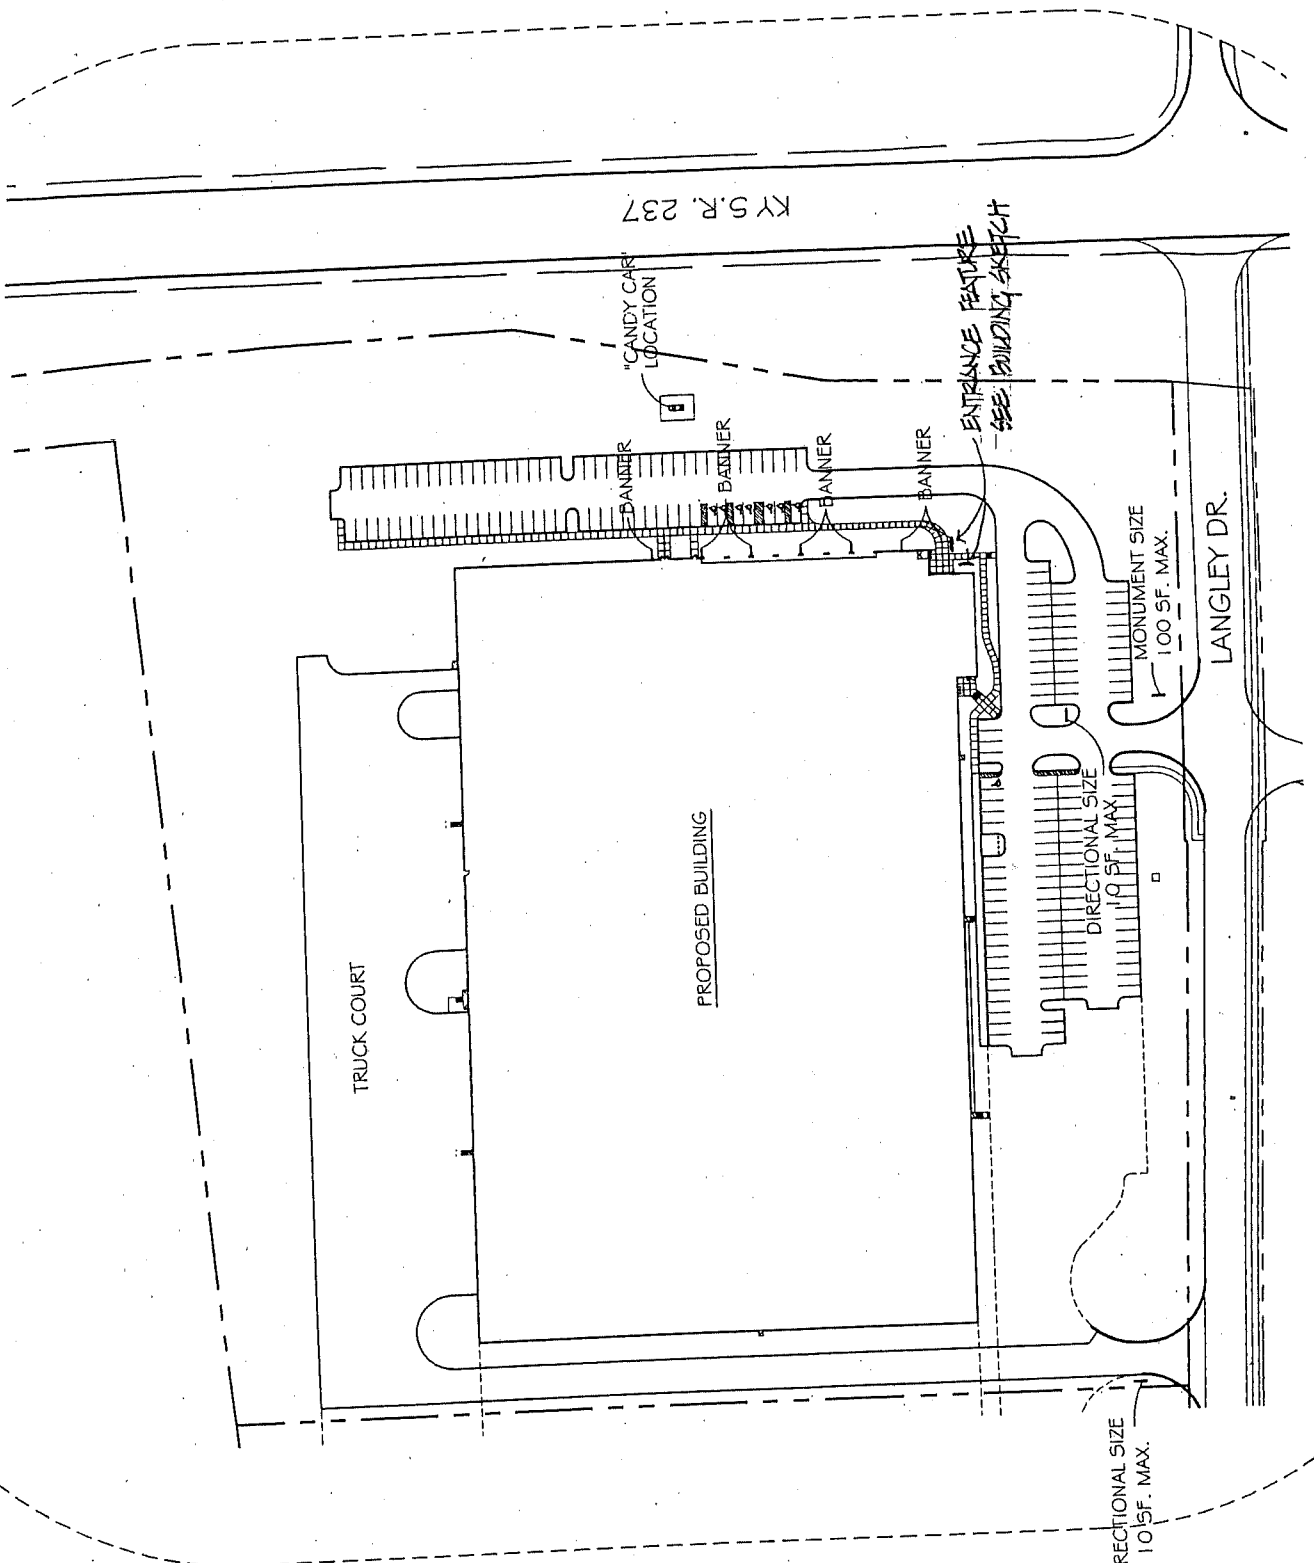 KY S.R. 237
"CANDY CAR"
LOCATION
ENTRANCE FEATURE
SEE BUILDING SKETCH
BANNER
BANNER
BANNER
BANNER
MONUMENT SIZE
100 SF. MAX.
LANGLEY DR.
DIRECTIONAL SIZE
10 SF. MAX
PROPOSED BUILDING
TRUCK COURT
RECTIONAL SIZE
10 SF. MAX.